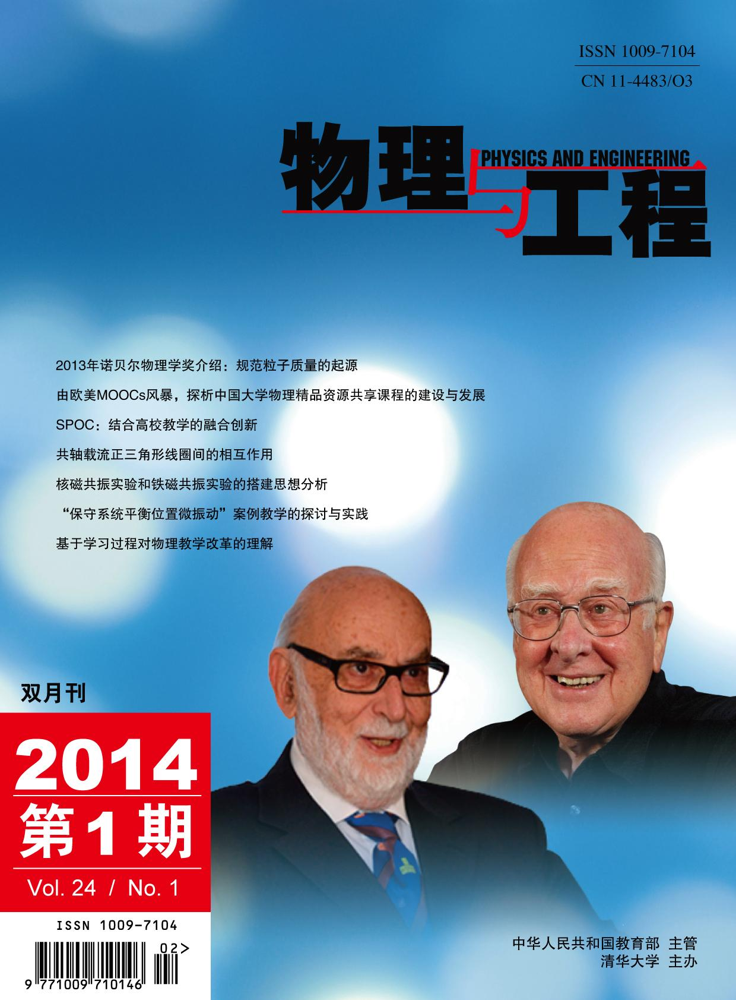 ISSN 1009-7104
CN 11-4483/O3
物理与工程
PHYSICS AND ENGINEERING
2013年诺贝尔物理学奖介绍：规范粒子质量的起源
由欧美MOOCs风暴，探析中国大学物理精品资源共享课程的建设与发展
SPOC：结合高校教学的融合创新
共轴载流正三角形线圈间的相互作用
核磁共振实验和铁磁共振实验的搭建思想分析
“保守系统平衡位置微振动”案例教学的探讨与实践
基于学习过程对物理教学改革的理解
双月刊
2014
第1期
Vol. 24 / No. 1
ISSN 1009-7104
02>
9 771009 710146
中华人民共和国教育部 主管
清华大学 主办